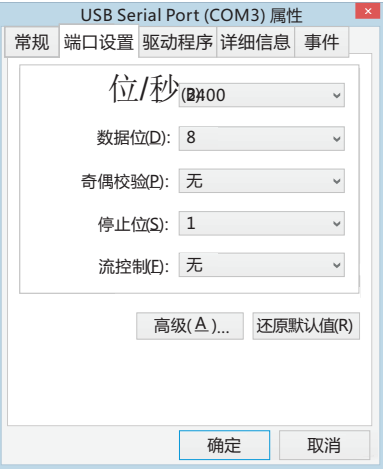 USB Serial Port (COM3) 属性
常规 端口设置 驱动程序 详细信息 事件
位/秒(B): 2400
数据位(D): 8
奇偶校验(P): 无
停止位(S): 1
流控制(F): 无
高级(A)... 还原默认值(R)
确定 取消